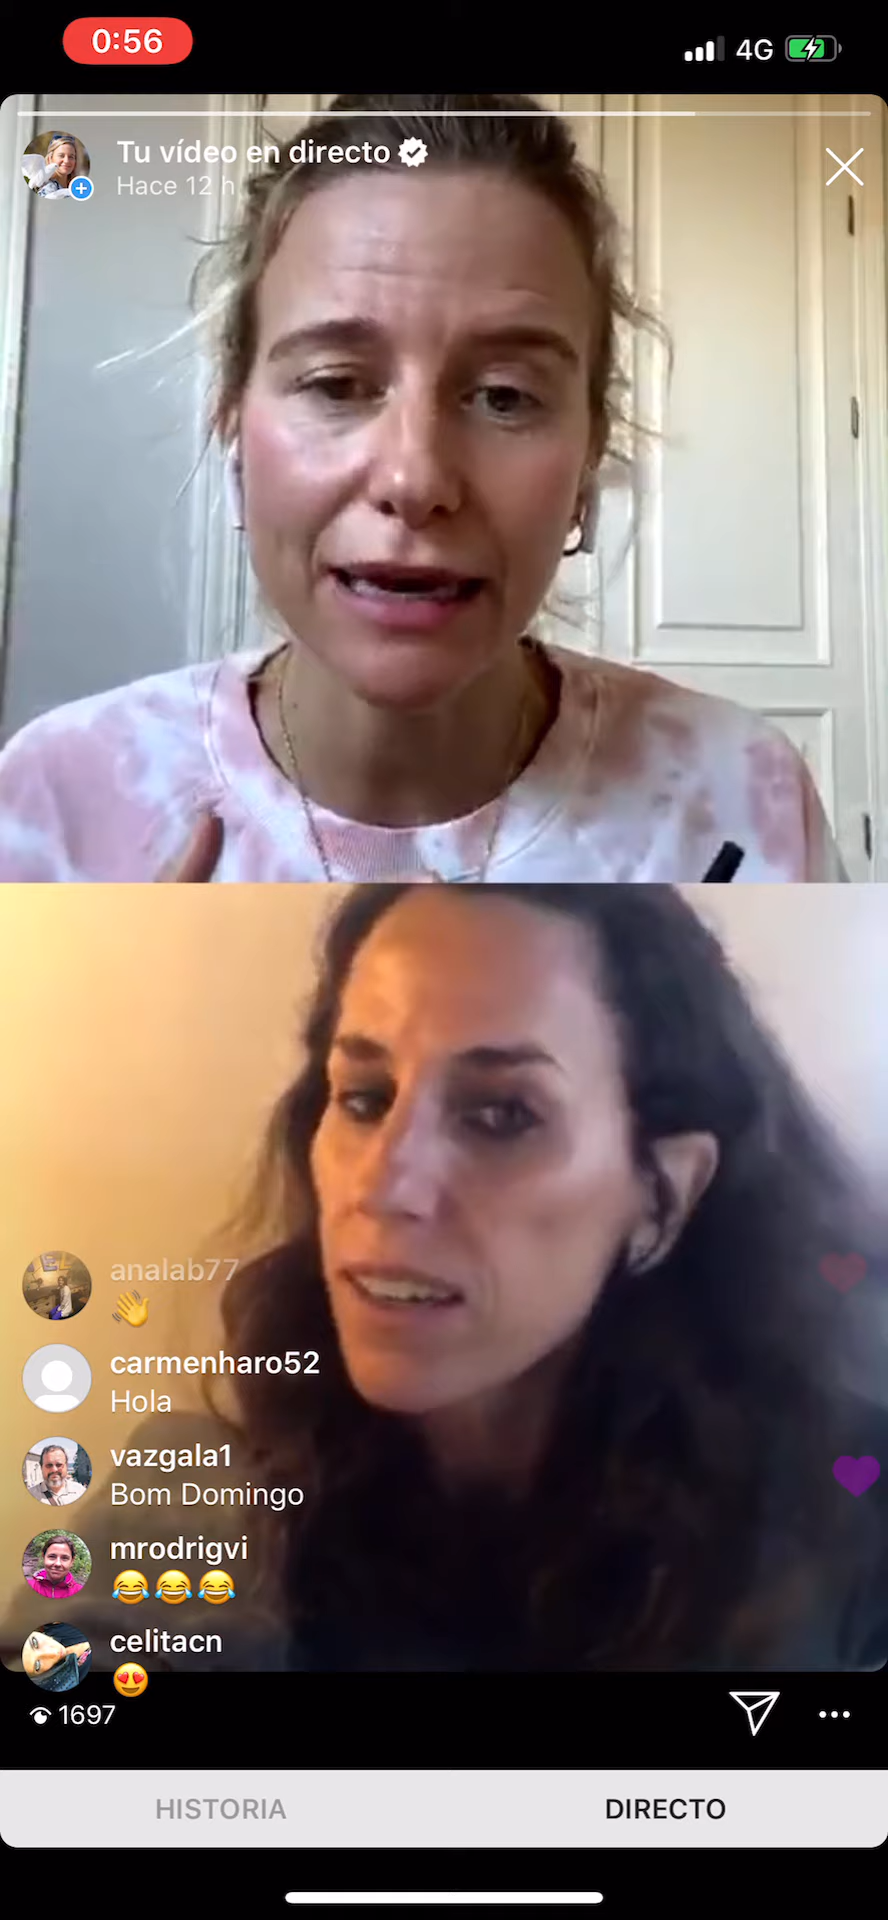 0:56
4G
Tu vídeo en directo
Hace 12 h
analab77
👋
carmenharo52
Hola
vazgala1
Bom Domingo
mrodrigvi
😂😂😂
celitacn
😍
1697
HISTORIA
DIRECTO